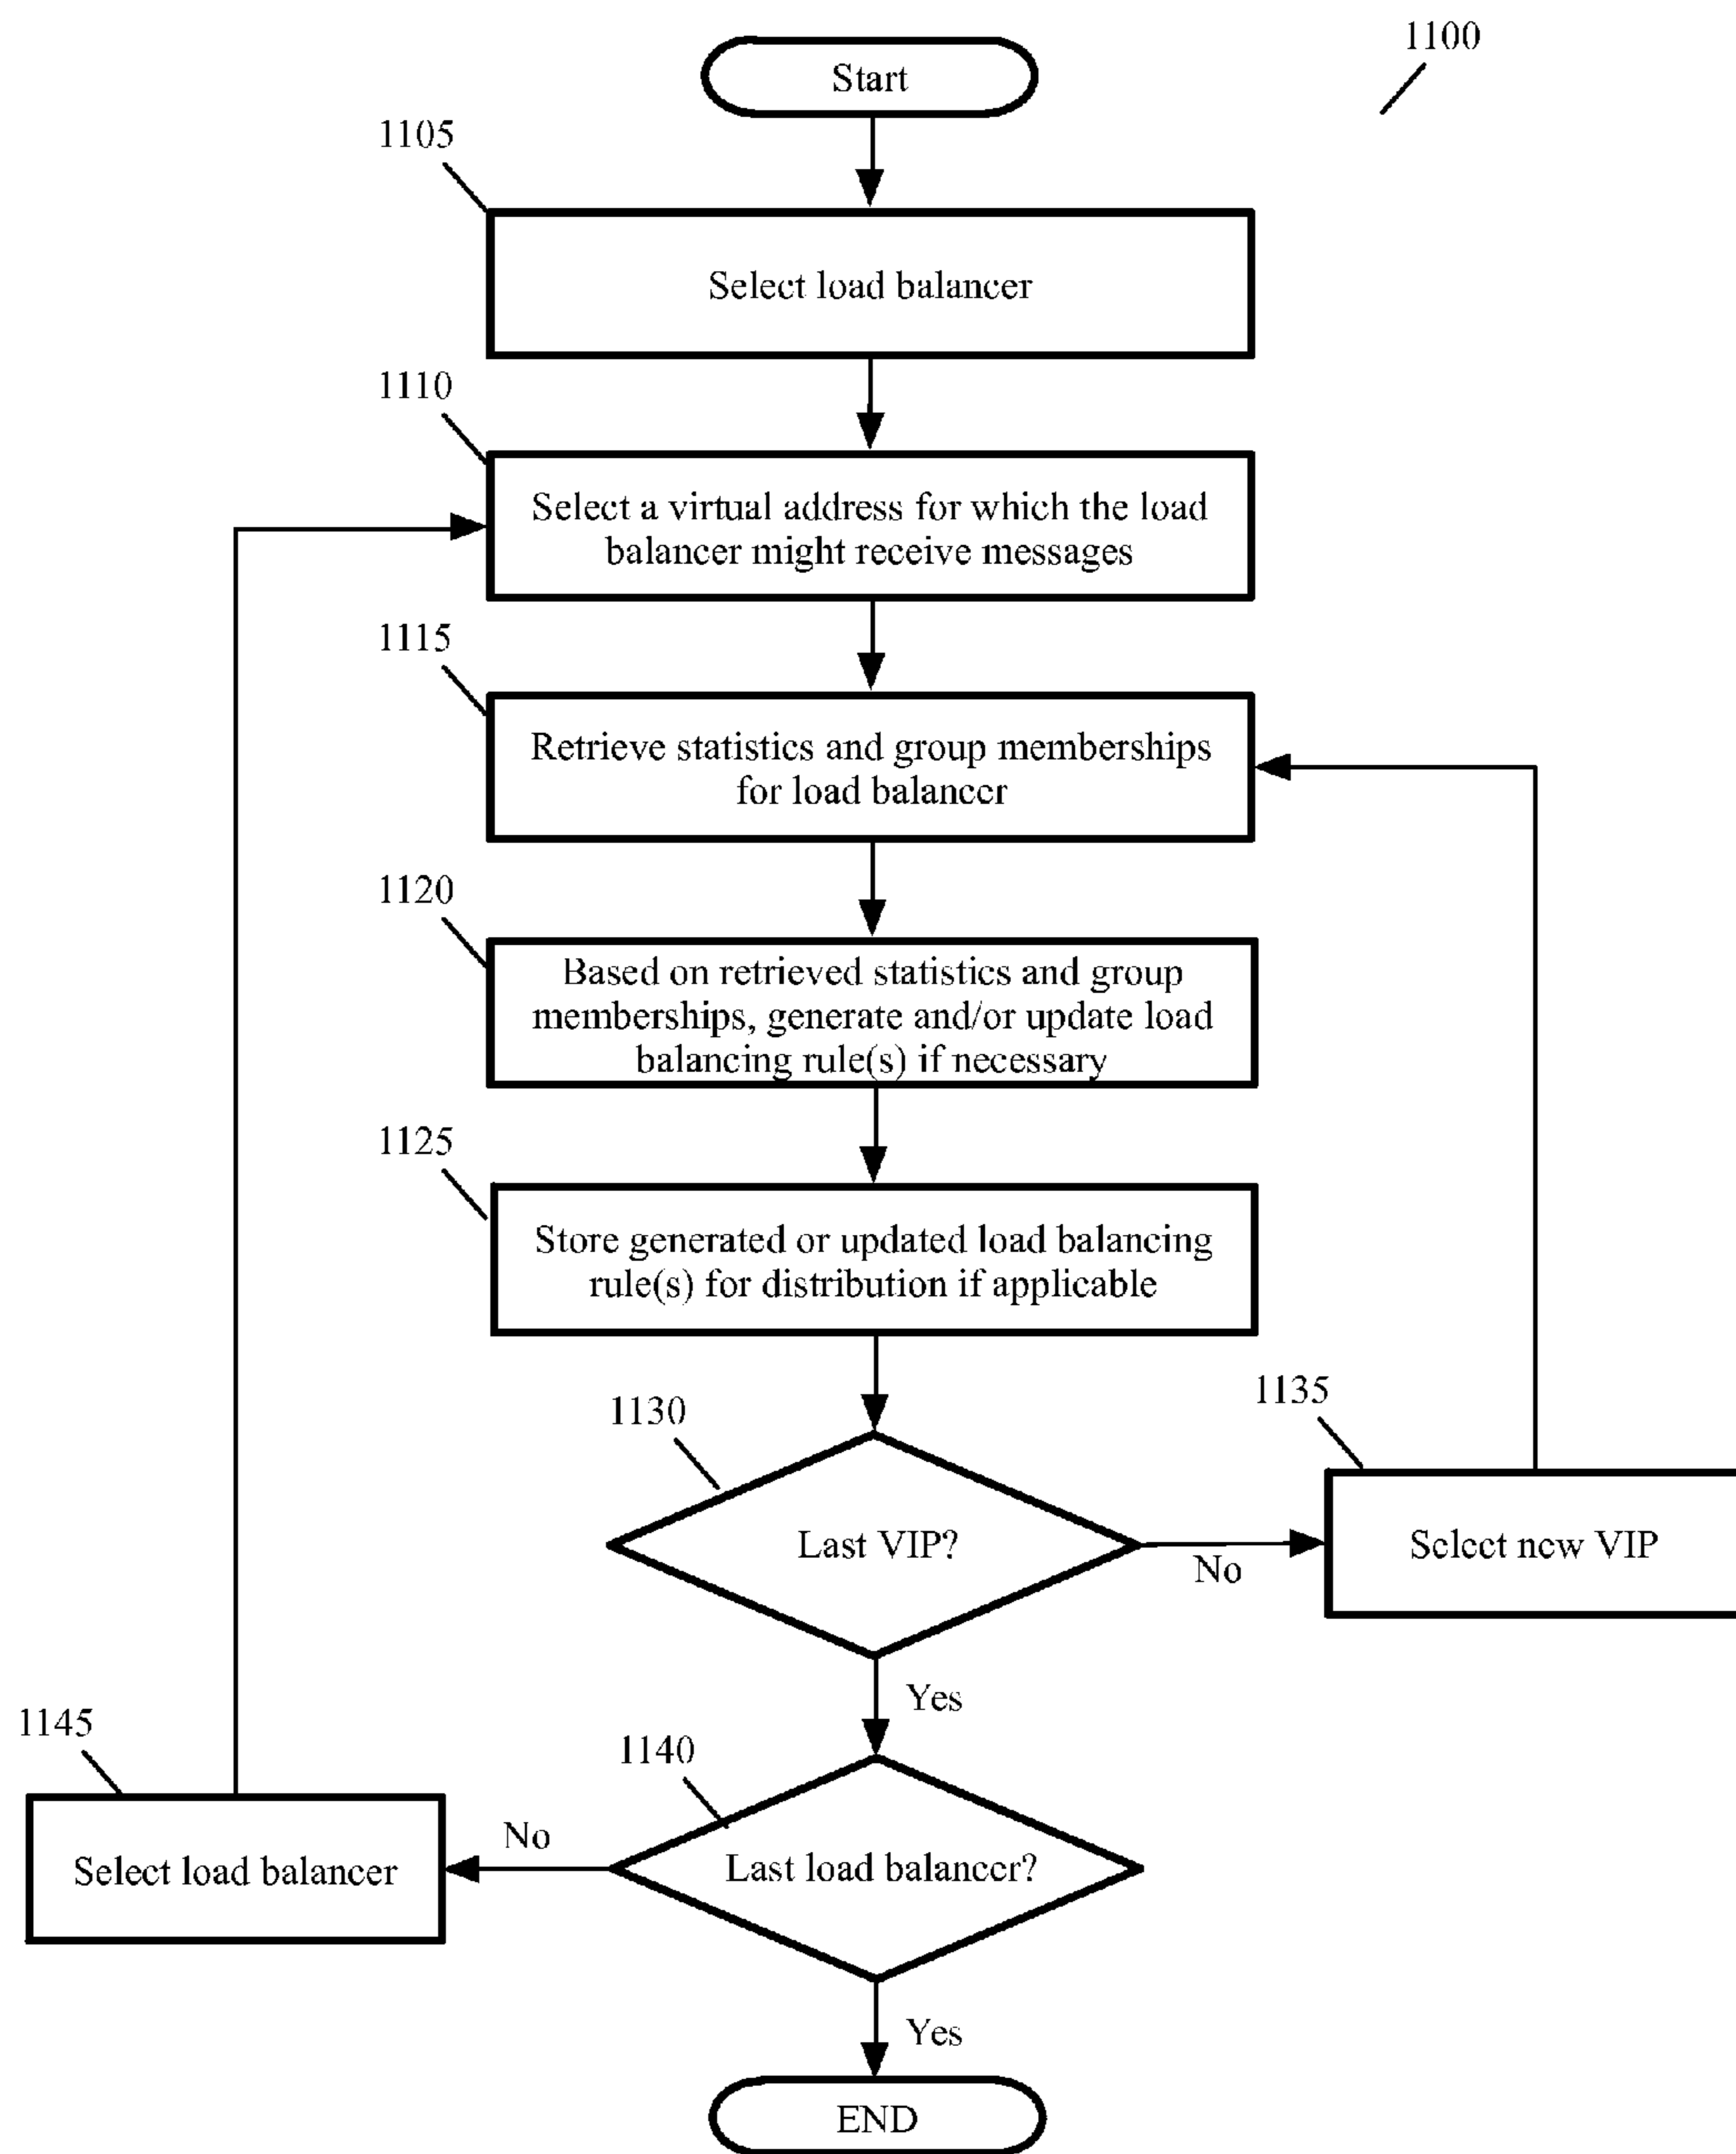 1100
Start
1105
Select load balancer
1110
Select a virtual address for which the load
balancer might receive messages
1115
Retrieve statistics and group memberships
for load balancer
1120
Based on retrieved statistics and group
memberships, generate and/or update load
balancing rule(s) if necessary
1125
Store generated or updated load balancing
rule(s) for distribution if applicable
1130
Last VIP?
No
1135
Select new VIP
Yes
1140
Last load balancer?
No
1145
Select load balancer
Yes
END